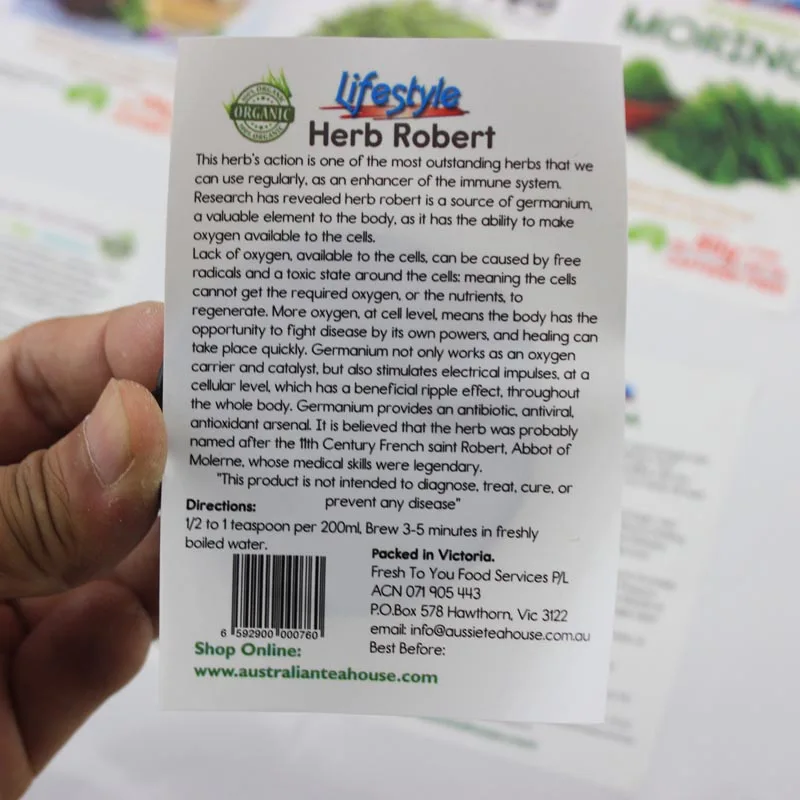 100% ORGANIC
ORGANIC
100% ORGANIC
Lifestyle
Herb Robert
This herb's action is one of the most outstanding herbs that we
can use regularly, as an enhancer of the immune system.
Research has revealed herb robert is a source of germanium,
a valuable element to the body, as it has the ability to make
oxygen available to the cells.
Lack of oxygen, available to the cells, can be caused by free
radicals and a toxic state around the cells: meaning the cells
cannot get the required oxygen, or the nutrients, to
regenerate. More oxygen, at cell level, means the body has the
opportunity to fight disease by its own powers, and healing can
take place quickly. Germanium not only works as an oxygen
carrier and catalyst, but also stimulates electrical impulses, at a
cellular level, which has a beneficial ripple effect, throughout
the whole body. Germanium provides an antibiotic, antiviral,
antioxidant arsenal. It is believed that the herb was probably
named after the 11th Century French saint Robert, Abbot of
Molerne, whose medical skills were legendary.
"This product is not intended to diagnose, treat, cure, or
prevent any disease"
Directions:
1/2 to 1 teaspoon per 200ml, Brew 3-5 minutes in freshly
boiled water.
6 592900 000760
Shop Online:
www.australianteahouse.com
Packed in Victoria.
Fresh To You Food Services P/L
ACN 071 905 443
P.O.Box 578 Hawthorn, Vic 3122
email: info@aussieteahouse.com.au
Best Before: